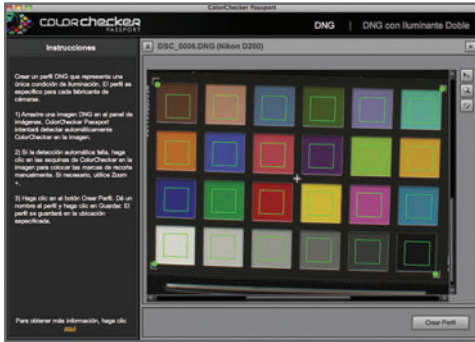 ColorChecker Passport
colorchecker
PASSPORT
DNG | DNG con Iluminante Doble
Instrucciones
X DSC_0006.DNG (Nikon D200)
Crear un perfil DNG que representa una
única condición de iluminación. El perfil es
específico para cada fabricante de
cámaras.
1) Arrastre una imagen DNG en el panel de
imágenes. ColorChecker Passport
intentará detectar automáticamente
ColorChecker en la imagen.
2) Si la detección automática falla, haga
clic en las esquinas de ColorChecker en la
imagen para colocar las marcas de recorte
manualmente. Si necesario, utilize Zoom
+.
3) Haga clic en el botón Crear Perfil. Dé un
nombre al perfil y haga clic en Guardar. El
perfil es guardará en la ubicación
especificada.
Para obtener más información, haga clic
aquí
Crear Perfil